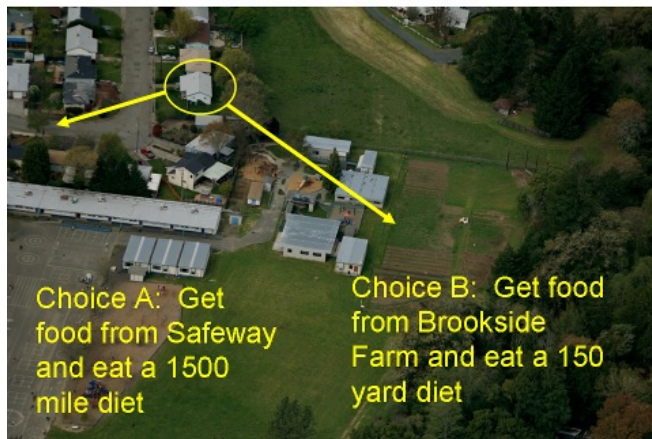 Choice A:  Get
food from Safeway
and eat a 1500
mile diet
Choice B:  Get food
from Brookside
Farm and eat a 150
yard diet